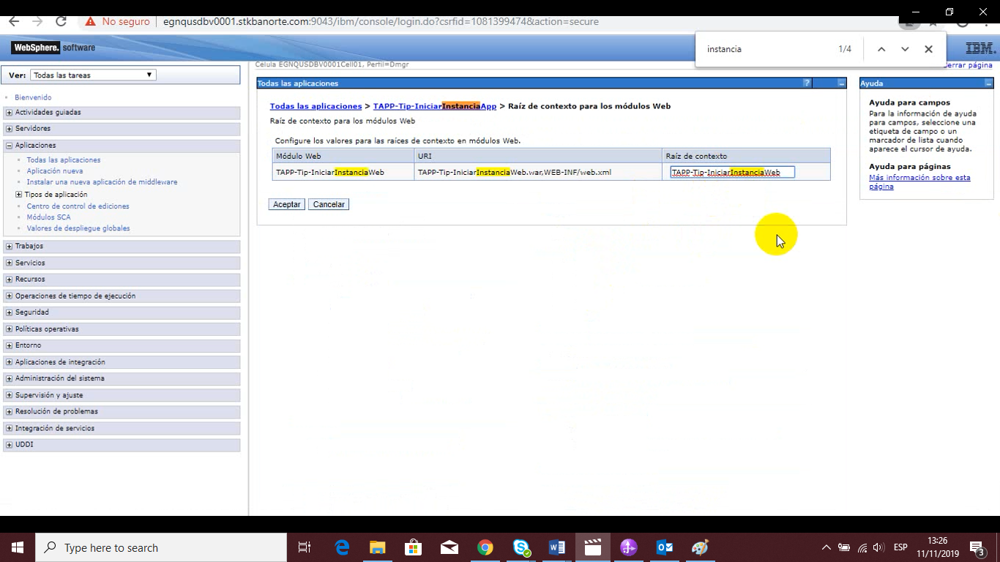 No seguro
egnqusdbv0001.stkbanorte.com:9043/ibm/console/login.do?csrfid=1081399474&action=secure
instancia
1/4
WebSphere. software
IBM.
Ver:
Todas las tareas
Bienvenido
Actividades guiadas
Servidores
Aplicaciones
Todas las aplicaciones
Aplicación nueva
Instalar una nueva aplicación de middleware
Tipos de aplicación
Centro de control de ediciones
Módulos SCA
Valores de despliegue globales
Trabajos
Servicios
Recursos
Operaciones de tiempo de ejecución
Seguridad
Políticas operativas
Entorno
Aplicaciones de integración
Administración del sistema
Supervisión y ajuste
Resolución de problemas
Integración de servicios
UDDI
Célula EGNQUSDBV0001Cell01, Perfil=Dmgr
errar página
Todas las aplicaciones
?
Todas las aplicaciones > TAPP-Tip-IniciarInstanciaApp > Raíz de contexto para los módulos Web
Raíz de contexto para los módulos Web
Configure los valores para las raíces de contexto en módulos Web.
Módulo Web
URI
Raíz de contexto
TAPP-Tip-IniciarInstanciaWeb
TAPP-Tip-IniciarInstanciaWeb.war,WEB-INF/web.xml
TAPP-Tip-IniciarInstanciaWeb
Aceptar
Cancelar
Ayuda
Ayuda para campos
Para la información de ayuda
para campos, seleccione una
etiqueta de campo o un
marcador de lista cuando
aparece el cursor de ayuda.
Ayuda para páginas
Más información sobre esta
página
Type here to search
ESP
13:26
11/11/2019
3